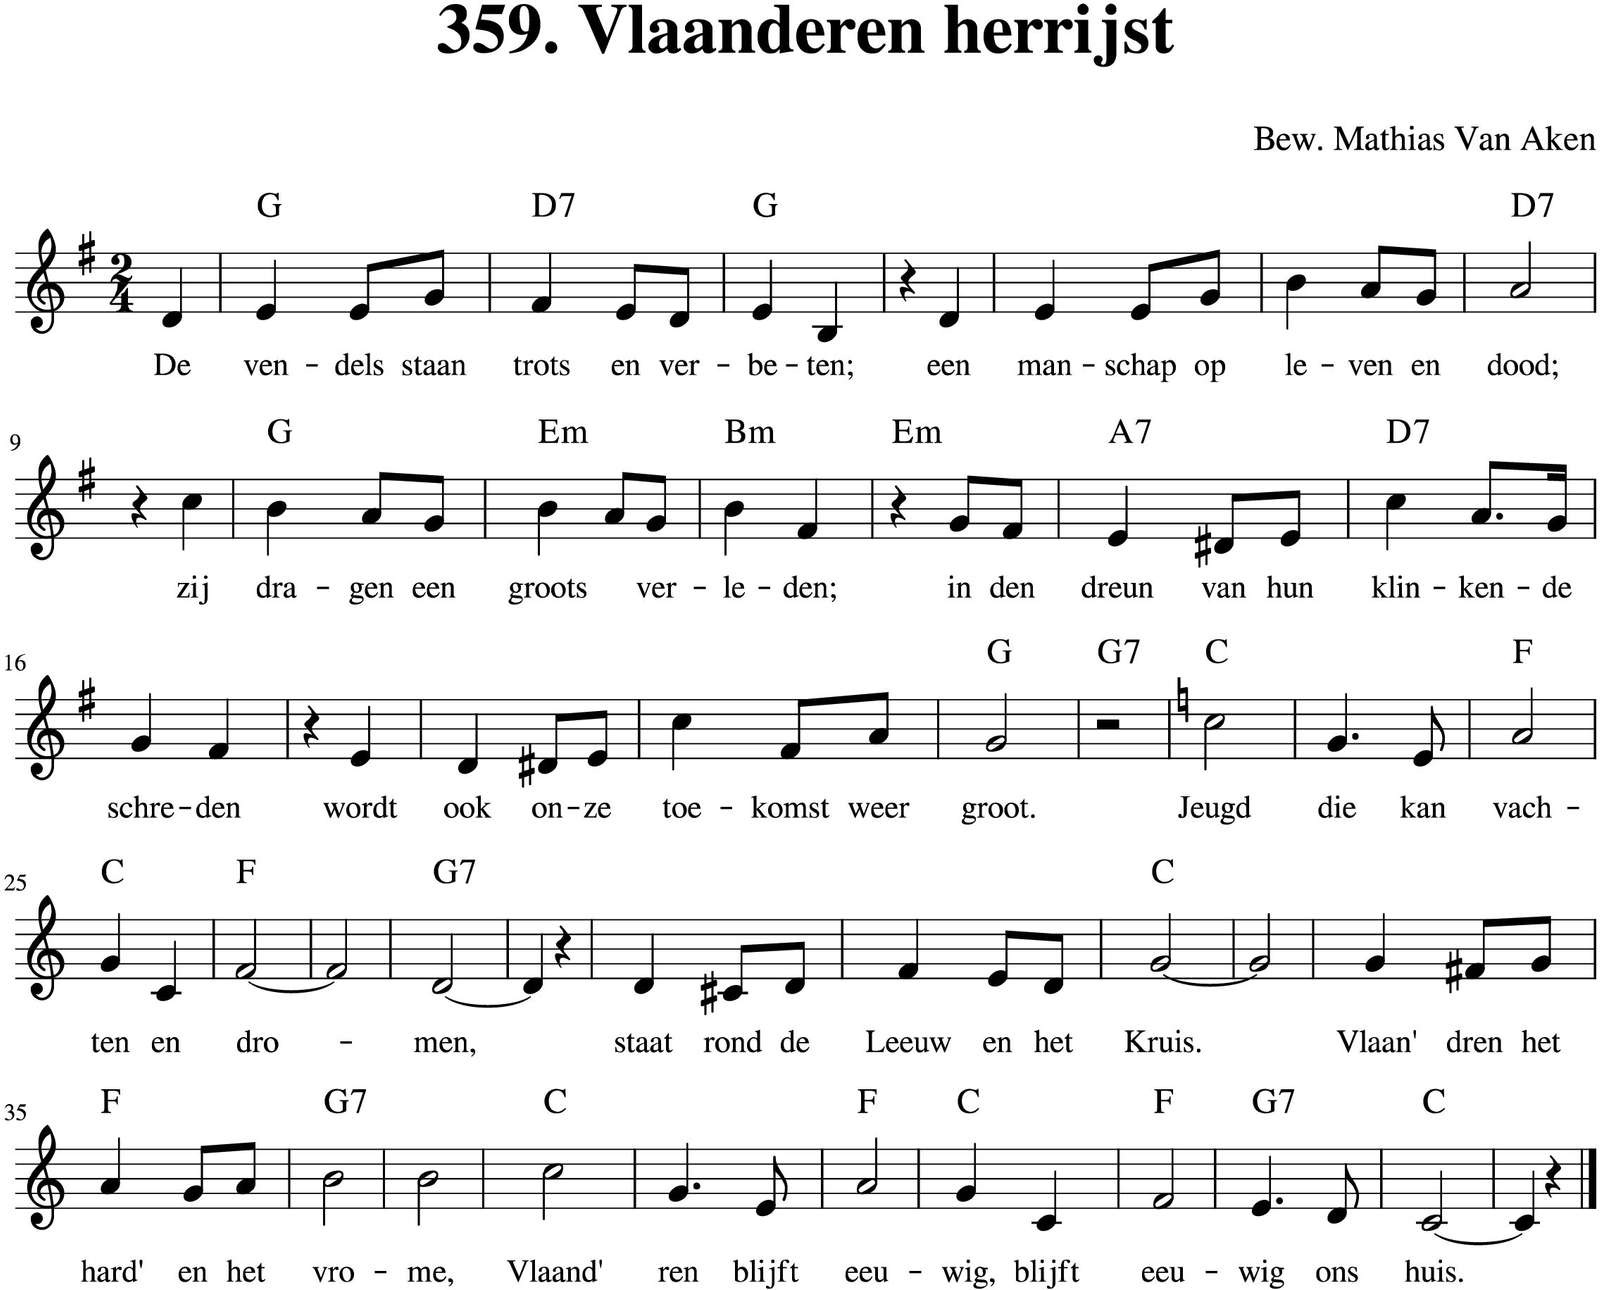 359. Vlaanderen herrijst
Bew. Mathias Van Aken
G D7 G D7
2
4
De ven - dels staan trots en ver - be - ten; een man - schap op le - ven en dood;
9
G Em Bm Em A7 D7
zij dra - gen een groots ver - le - den; in den dreun van hun klin - ken - de
16
G G7 C F
schre - den wordt ook on - ze toe - komst weer groot. Jeugd die kan vach -
25
C F G7 C
ten en dro - men, staat rond de Leeuw en het Kruis. Vlaan' dren het
35
F G7 C F C F G7 C
hard' en het vro - me, Vlaand' ren blijft eeu - wig, blijft eeu - wig ons huis.